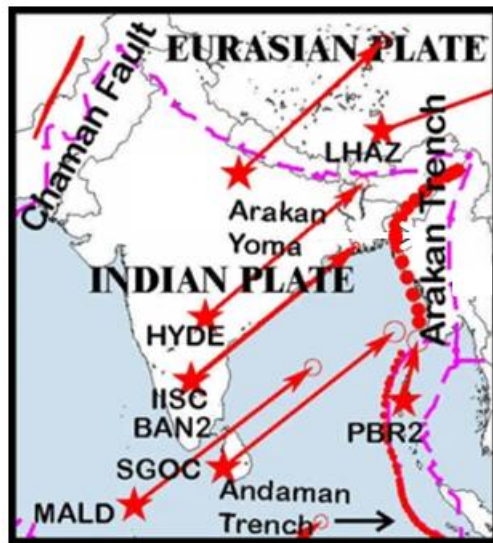 EURASIAN PLATE
Chaman Fault
LHAZ
Arakan Trench
Arakan
Yoma
INDIAN PLATE
HYDE
IISC
BAN2
PBR2
SGOC
Andaman
MALD
Trench